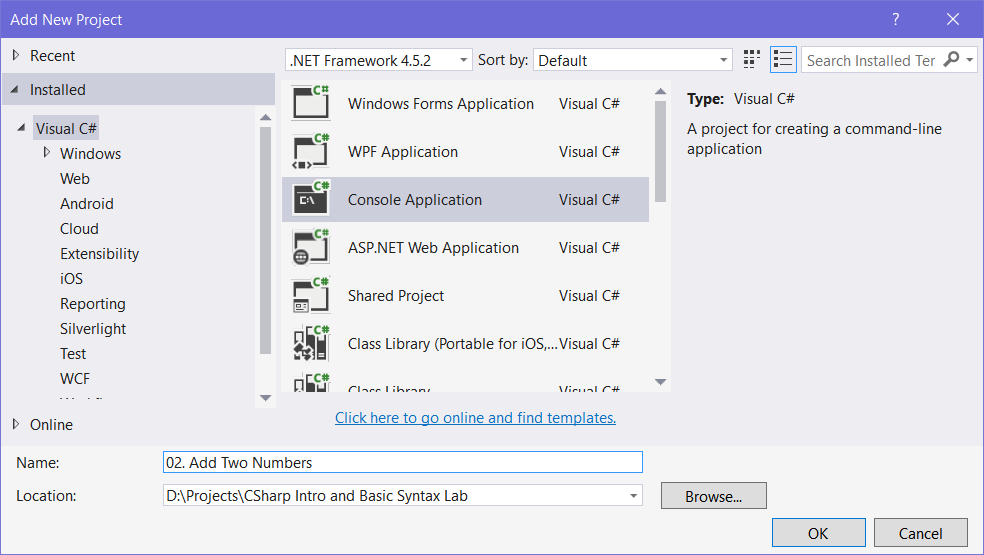 Add New Project
?
Recent
Installed
Visual C#
Windows
Web
Android
Cloud
Extensibility
iOS
Reporting
Silverlight
Test
WCF
Online
.NET Framework 4.5.2
Sort by:
Default
Search Installed Ter
C#
Windows Forms Application
Visual C#
C#
WPF Application
Visual C#
C#
C:\
Console Application
Visual C#
C#
ASP.NET Web Application
Visual C#
C#
Shared Project
Visual C#
C#
Class Library (Portable for iOS,...
Visual C#
C#
Class Library
Visual C#
Click here to go online and find templates.
Type: Visual C#
A project for creating a command-line
application
Name:
02. Add Two Numbers
Location:
D:\Projects\CSharp Intro and Basic Syntax Lab
Browse...
OK
Cancel